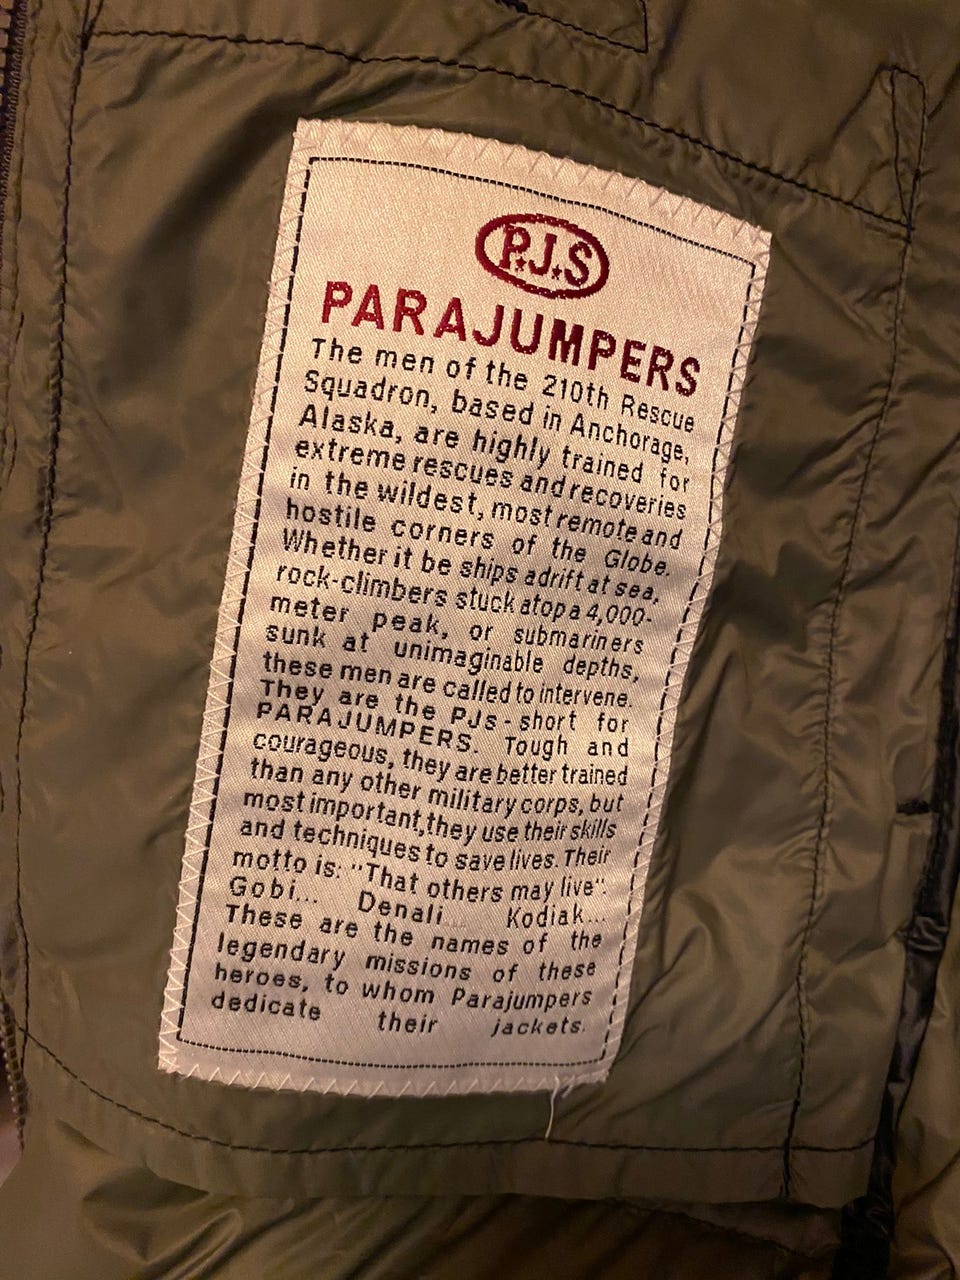 P.J.S
PARAJUMPERS
The men of the 210th Rescue
Squadron, based in Anchorage,
Alaska, are highly trained for
extreme rescues and recoveries
in the wildest, most remote and
hostile corners of the Globe.
Whether it be ships adrift at sea,
rock-climbers stuck atop a 4,000-
meter peak, or submariners
sunk at unimaginable depths,
these men are called to intervene.
They are the PJs - short for
PARAJUMPERS. Tough and
courageous, they are better trained
than any other military corps, but
most important, they use their skills
and techniques to save lives. Their
motto is: "That others may live".
Gobi... Denali... Kodiak...
These are the names of the
legendary missions of these
heroes, to whom Parajumpers
dedicate their jackets.